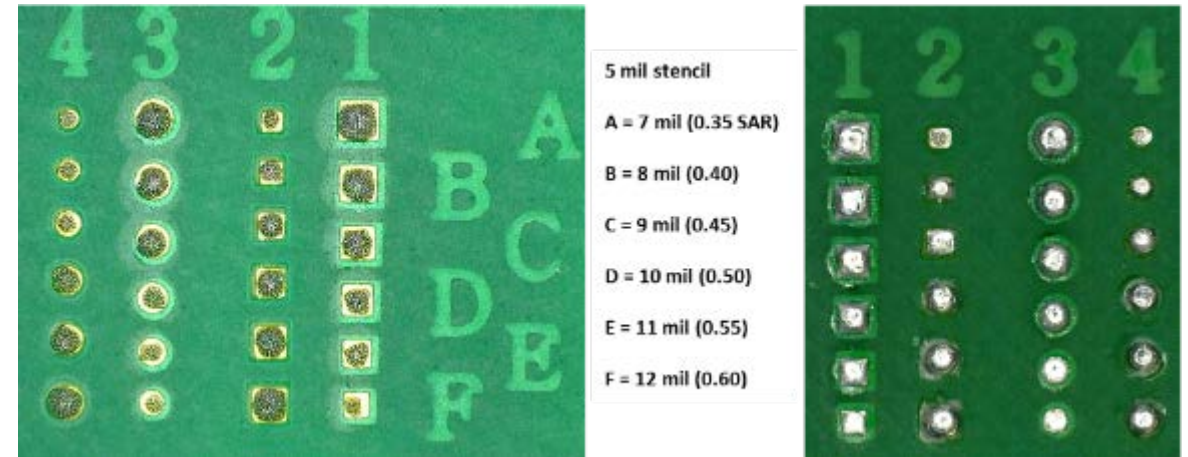 4 3 2 1
A
B
C
D
E
F
5 mil stencil
A = 7 mil (0.35 SAR)
B = 8 mil (0.40)
C = 9 mil (0.45)
D = 10 mil (0.50)
E = 11 mil (0.55)
F = 12 mil (0.60)
1 2 3 4